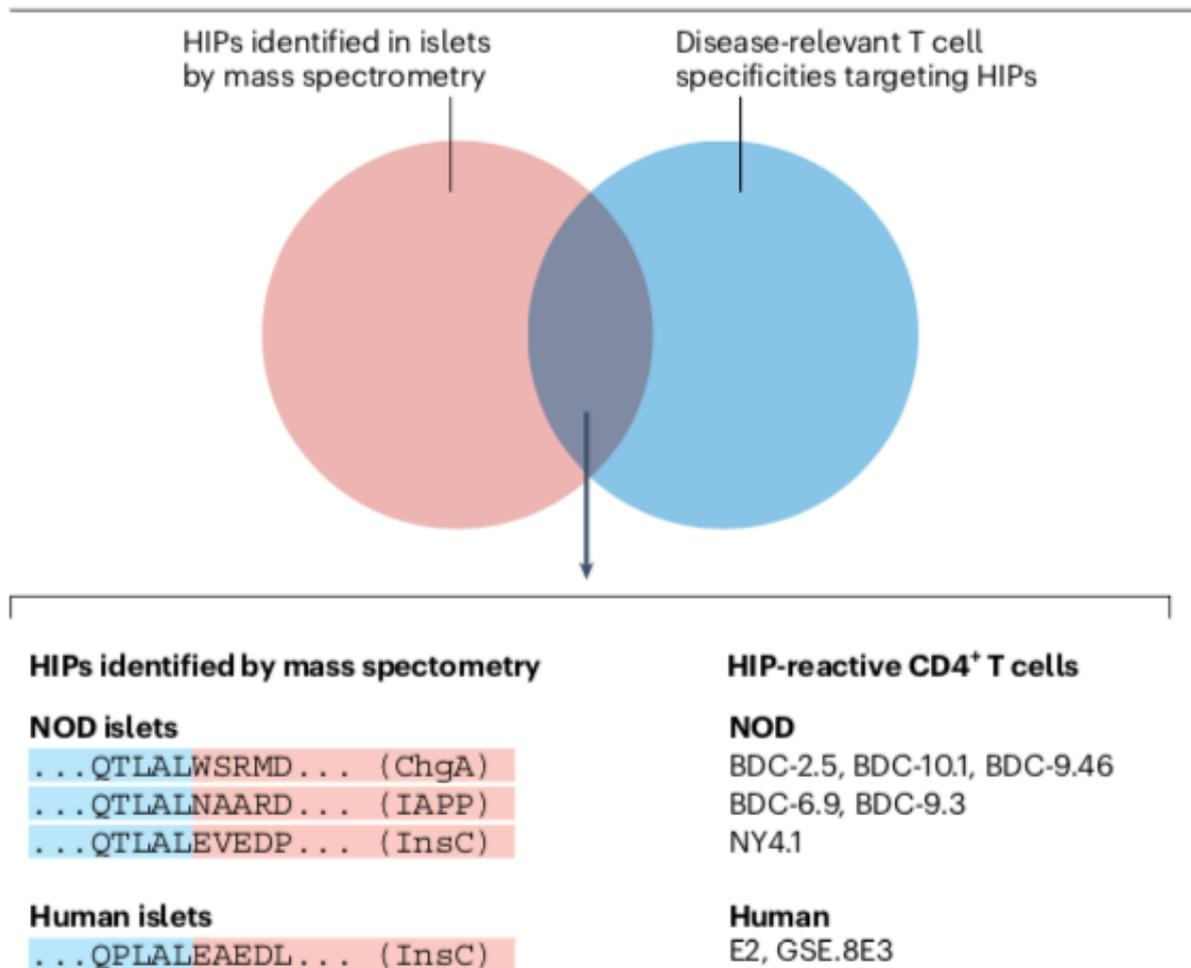 HIPs identified in islets
by mass spectrometry
Disease-relevant T cell
specificities targeting HIPs
HIPs identified by mass spectometry
NOD islets
...QTLALWSRMD... (ChgA)
...QTLALNAARD... (IAPP)
...QTLALEVEDP... (InsC)
Human islets
...QPLALEAEDL... (InsC)
HIP-reactive CD4⁺ T cells
NOD
BDC-2.5, BDC-10.1, BDC-9.46
BDC-6.9, BDC-9.3
NY4.1
Human
E2, GSE.8E3